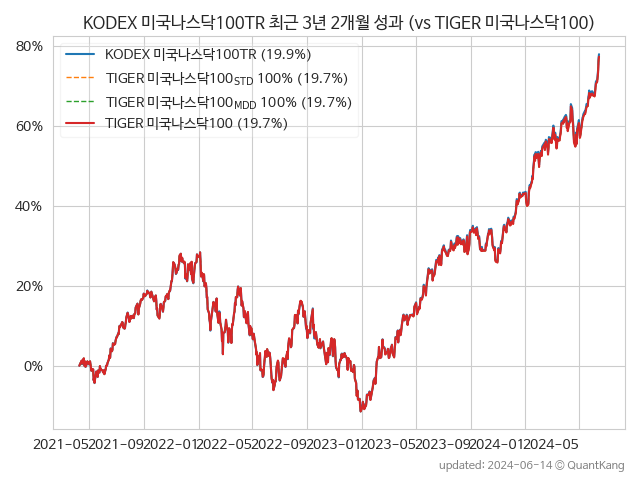 KODEX 미국나스닥100TR 최근 3년 2개월 성과 (vs TIGER 미국나스닥100)
80%
60%
40%
20%
0%
KODEX 미국나스닥100TR (19.9%)
TIGER 미국나스닥100STD 100% (19.7%)
TIGER 미국나스닥100MDD 100% (19.7%)
TIGER 미국나스닥100 (19.7%)
2021-05 2021-09 2022-01 2022-05 2022-09 2023-01 2023-05 2023-09 2024-01 2024-05
updated: 2024-06-14 © QuantKang